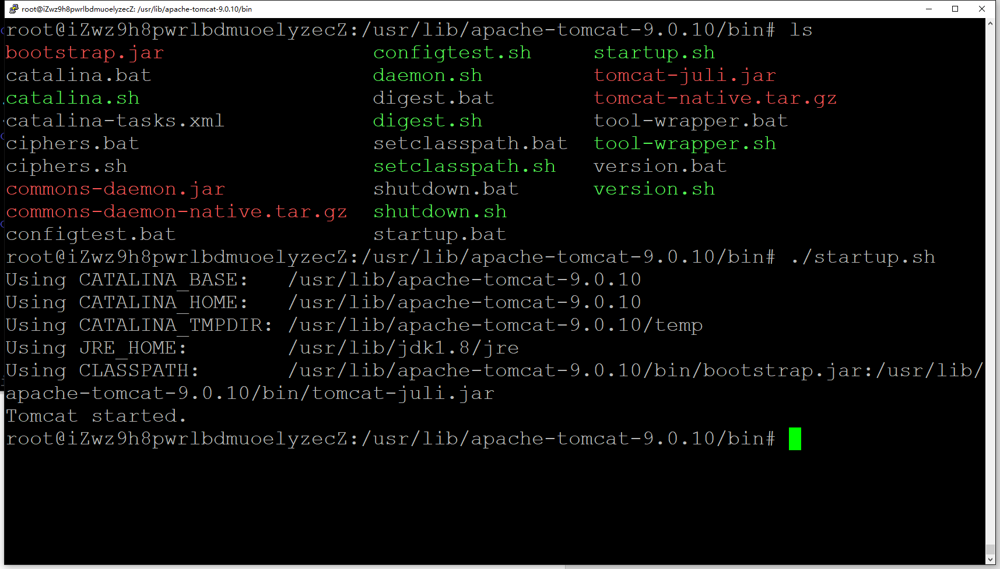 root@iZwz9h8pwrlbdmuoelyzecZ: /usr/lib/apache-tomcat-9.0.10/bin
root@iZwz9h8pwrlbdmuoelyzecZ:/usr/lib/apache-tomcat-9.0.10/bin# ls
bootstrap.jar configtest.sh startup.sh
catalina.bat daemon.sh tomcat-juli.jar
catalina.sh digest.bat tomcat-native.tar.gz
catalina-tasks.xml digest.sh tool-wrapper.bat
ciphers.bat setclasspath.bat tool-wrapper.sh
ciphers.sh setclasspath.sh version.bat
commons-daemon.jar shutdown.bat version.sh
commons-daemon-native.tar.gz shutdown.sh
configtest.bat startup.bat
root@iZwz9h8pwrlbdmuoelyzecZ:/usr/lib/apache-tomcat-9.0.10/bin# ./startup.sh
Using CATALINA_BASE: /usr/lib/apache-tomcat-9.0.10
Using CATALINA_HOME: /usr/lib/apache-tomcat-9.0.10
Using CATALINA_TMPDIR: /usr/lib/apache-tomcat-9.0.10/temp
Using JRE_HOME: /usr/lib/jdk1.8/jre
Using CLASSPATH: /usr/lib/apache-tomcat-9.0.10/bin/bootstrap.jar:/usr/lib/
apache-tomcat-9.0.10/bin/tomcat-juli.jar
Tomcat started.
root@iZwz9h8pwrlbdmuoelyzecZ:/usr/lib/apache-tomcat-9.0.10/bin#